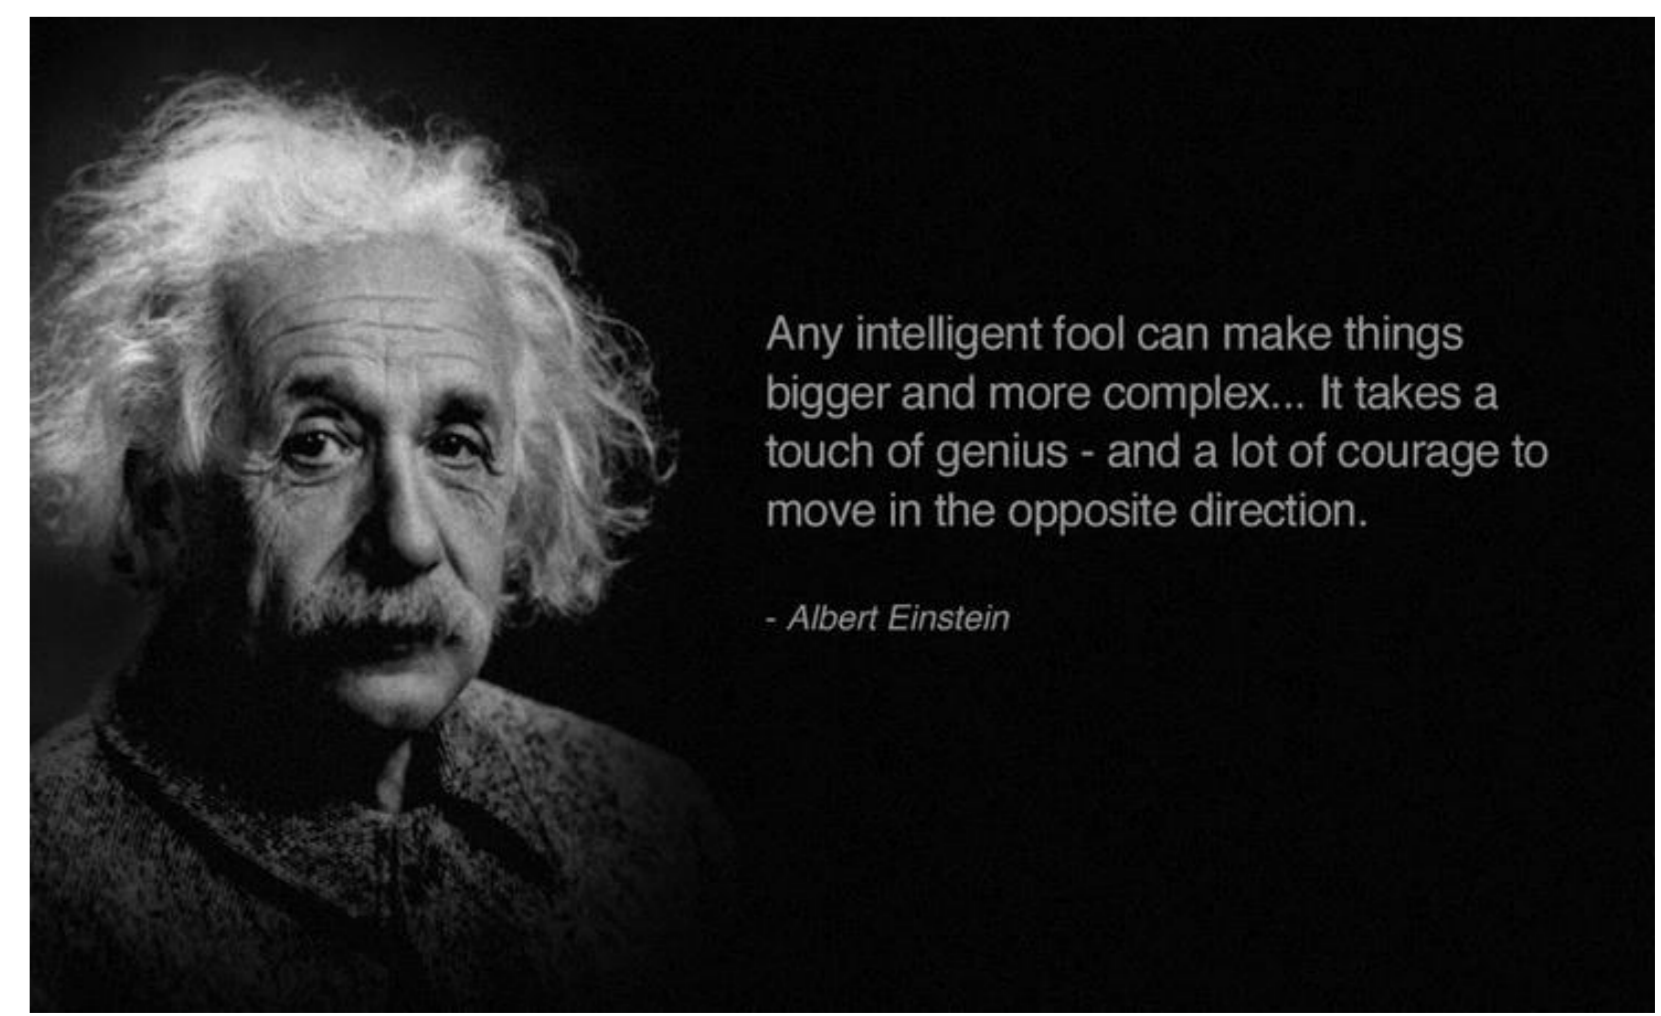 Any intelligent fool can make things
bigger and more complex... It takes a
touch of genius - and a lot of courage to
move in the opposite direction.
- Albert Einstein